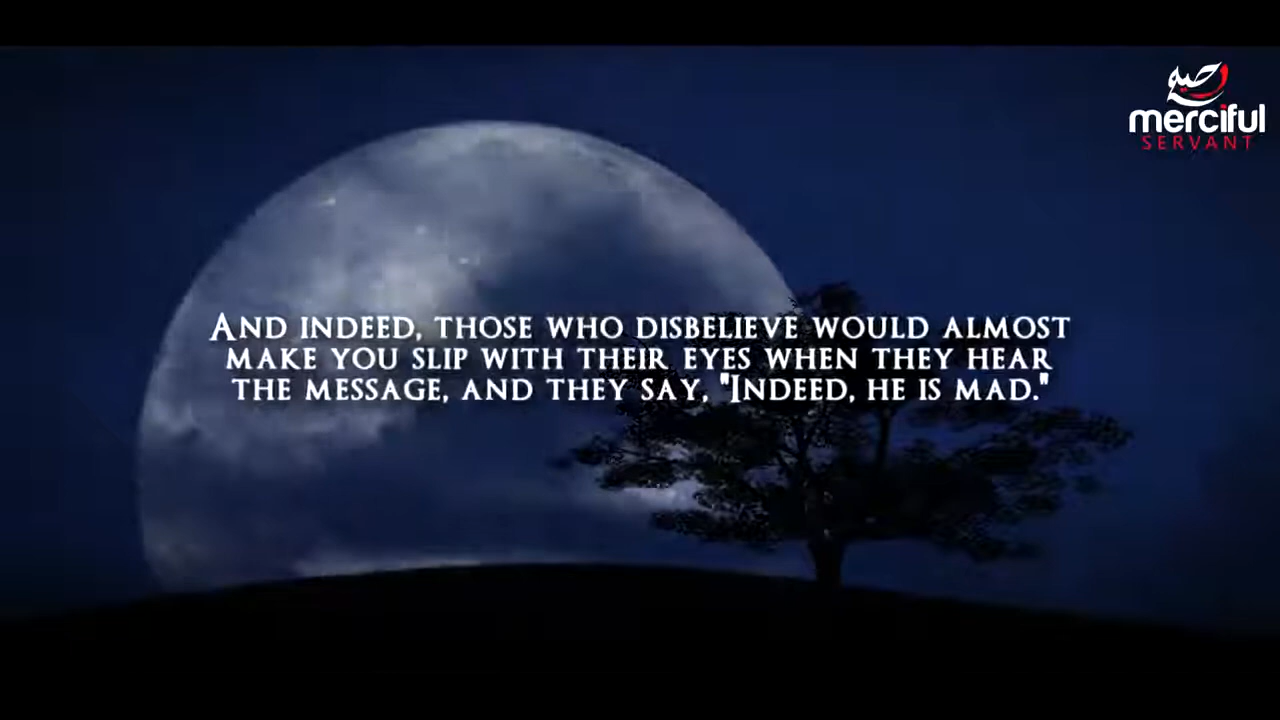 merciful
SERVANT
AND INDEED, THOSE WHO DISBELIEVE WOULD ALMOST
MAKE YOU SLIP WITH THEIR EYES WHEN THEY HEAR
THE MESSAGE, AND THEY SAY, "INDEED, HE IS MAD."